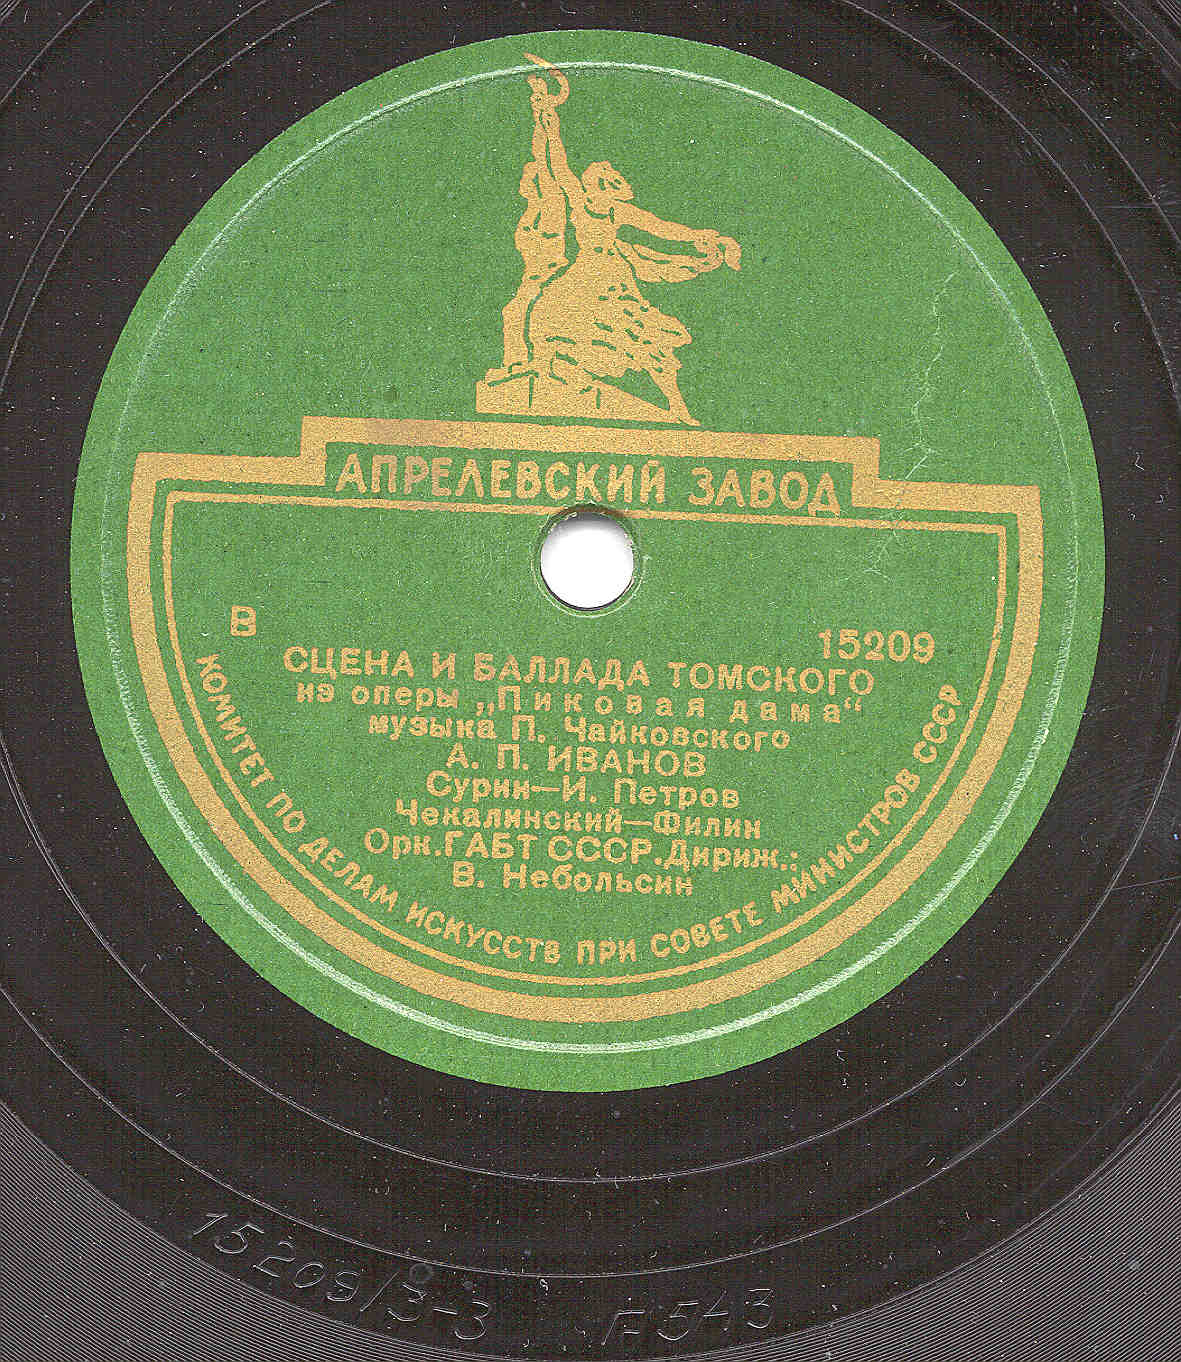 АПРЕЛЕВСКИЙ ЗАВОД
В
15209
СЦЕНА И БАЛЛАДА ТОМСКОГО
из оперы „Пиковая дама“
музыка П. Чайковского
А. П. ИВАНОВ
Сурин—И. Петров
Чекалинский—Филин
Орк.ГАБТ СССР.Дириж.:
В. Небольсин
КОМИТЕТ ПО ДЕЛАМ ИСКУССТВ ПРИ СОВЕТЕ МИНИСТРОВ СССР
15209/3-3 Г 543